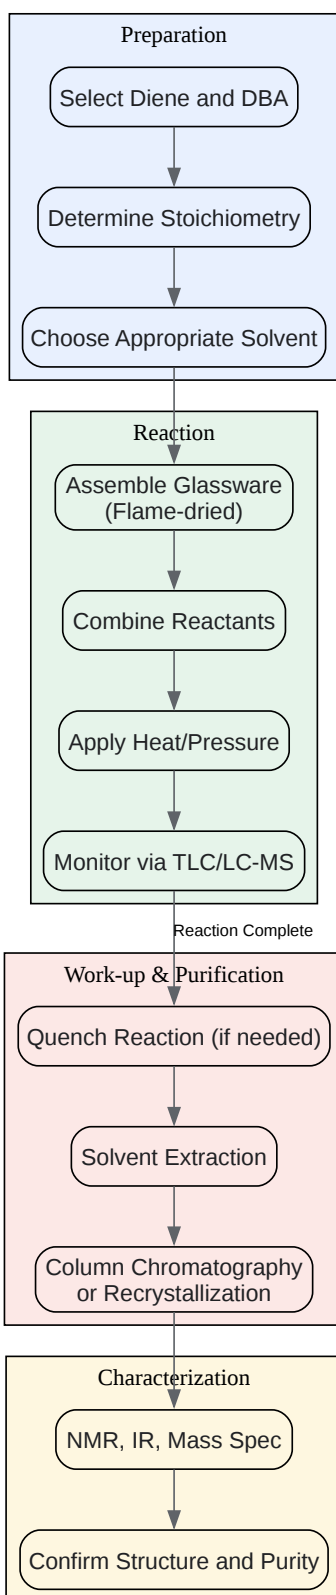 Preparation
Select Diene and DBA
Determine Stoichiometry
Choose Appropriate Solvent
Reaction
Assemble Glassware
(Flame-dried)
Combine Reactants
Apply Heat/Pressure
Monitor via TLC/LC-MS
Reaction Complete
Work-up & Purification
Quench Reaction (if needed)
Solvent Extraction
Column Chromatography
or Recrystallization
Characterization
NMR, IR, Mass Spec
Confirm Structure and Purity